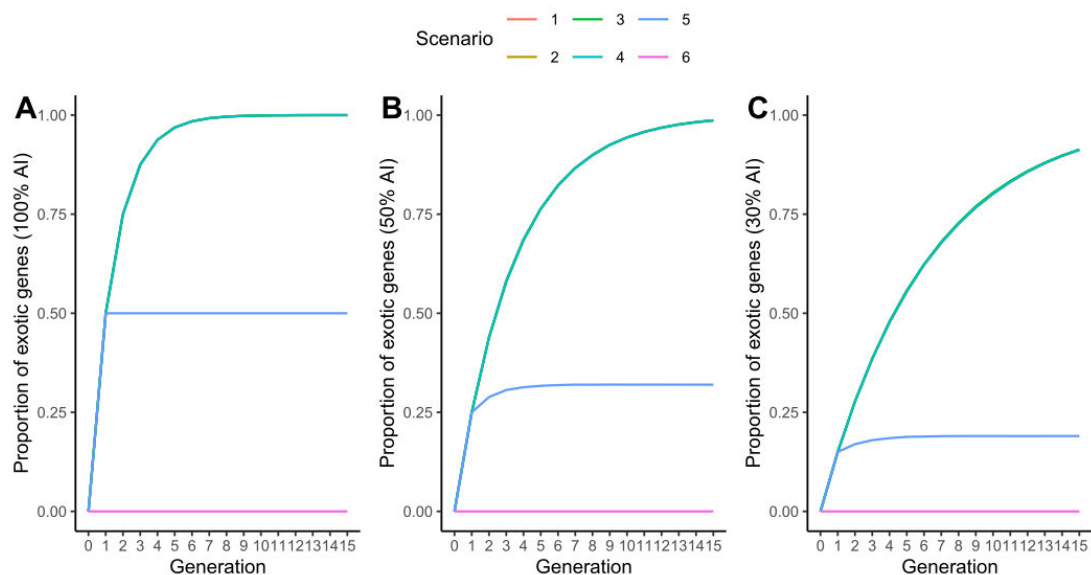 Scenario
1 3 5
2 4 6
A
Proportion of exotic genes (100% AI)
1.00
0.75
0.50
0.25
0.00
0 1 2 3 4 5 6 7 8 9 10 11 12 13 14 15
Generation
B
Proportion of exotic genes (50% AI)
1.00
0.75
0.50
0.25
0.00
0 1 2 3 4 5 6 7 8 9 10 11 12 13 14 15
Generation
C
Proportion of exotic genes (30% AI)
1.00
0.75
0.50
0.25
0.00
0 1 2 3 4 5 6 7 8 9 10 11 12 13 14 15
Generation